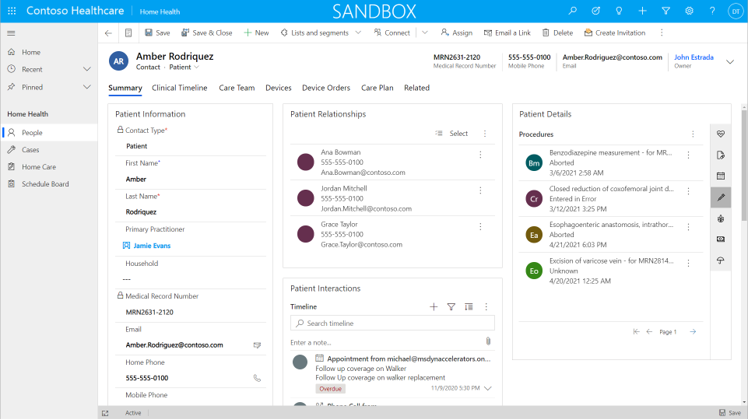 Contoso Healthcare
Home Health
SANDBOX
?
DT
Save
Save & Close
New
Lists and segments
Connect
Assign
Email a Link
Delete
Create Invitation
Home
Recent
Pinned
Home Health
People
Cases
Home Care
Schedule Board
AR
Amber Rodriquez
Contact · Patient
MRN2631-2120
Medical Record Number
555-555-0100
Mobile Phone
Amber.Rodriguez@contoso.com
Email
John Estrada
Owner
Summary
Clinical Timeline
Care Team
Devices
Device Orders
Care Plan
Related
Patient Information
Contact Type*
Patient
First Name*
Amber
Last Name*
Rodriquez
Primary Practitioner
Jamie Evans
Household
---
Medical Record Number
MRN2631-2120
Email
Amber.Rodriguez@contoso.com
Home Phone
555-555-0100
Mobile Phone
Patient Relationships
Select
Ana Bowman
555-555-0100
Ana.Bowman@contoso.com
Jordan Mitchell
555-555-0100
Jordan.Mitchell@contoso.com
Grace Taylor
555-555-0100
Grace.Taylor@contoso.com
Patient Interactions
Timeline
Search timeline
Enter a note...
Appointment from michael@msdynaccelerators.on...
Follow up coverage on Walker
Follow Up coverage on walker replacement
Overdue
11/9/2020 5:30 PM
Patient Details
Procedures
Bm
Benzodiazepine measurement - for MR...
Aborted
3/6/2021 2:58 AM
Cr
Closed reduction of coxofemoral joint d...
Entered in Error
3/12/2021 3:25 PM
Ea
Esophagoenteric anastomosis, intrathor...
Aborted
4/21/2021 6:03 PM
Eo
Excision of varicose vein - for MRN2814...
Unknown
4/20/2021 12:25 AM
Page 1
Active
Save